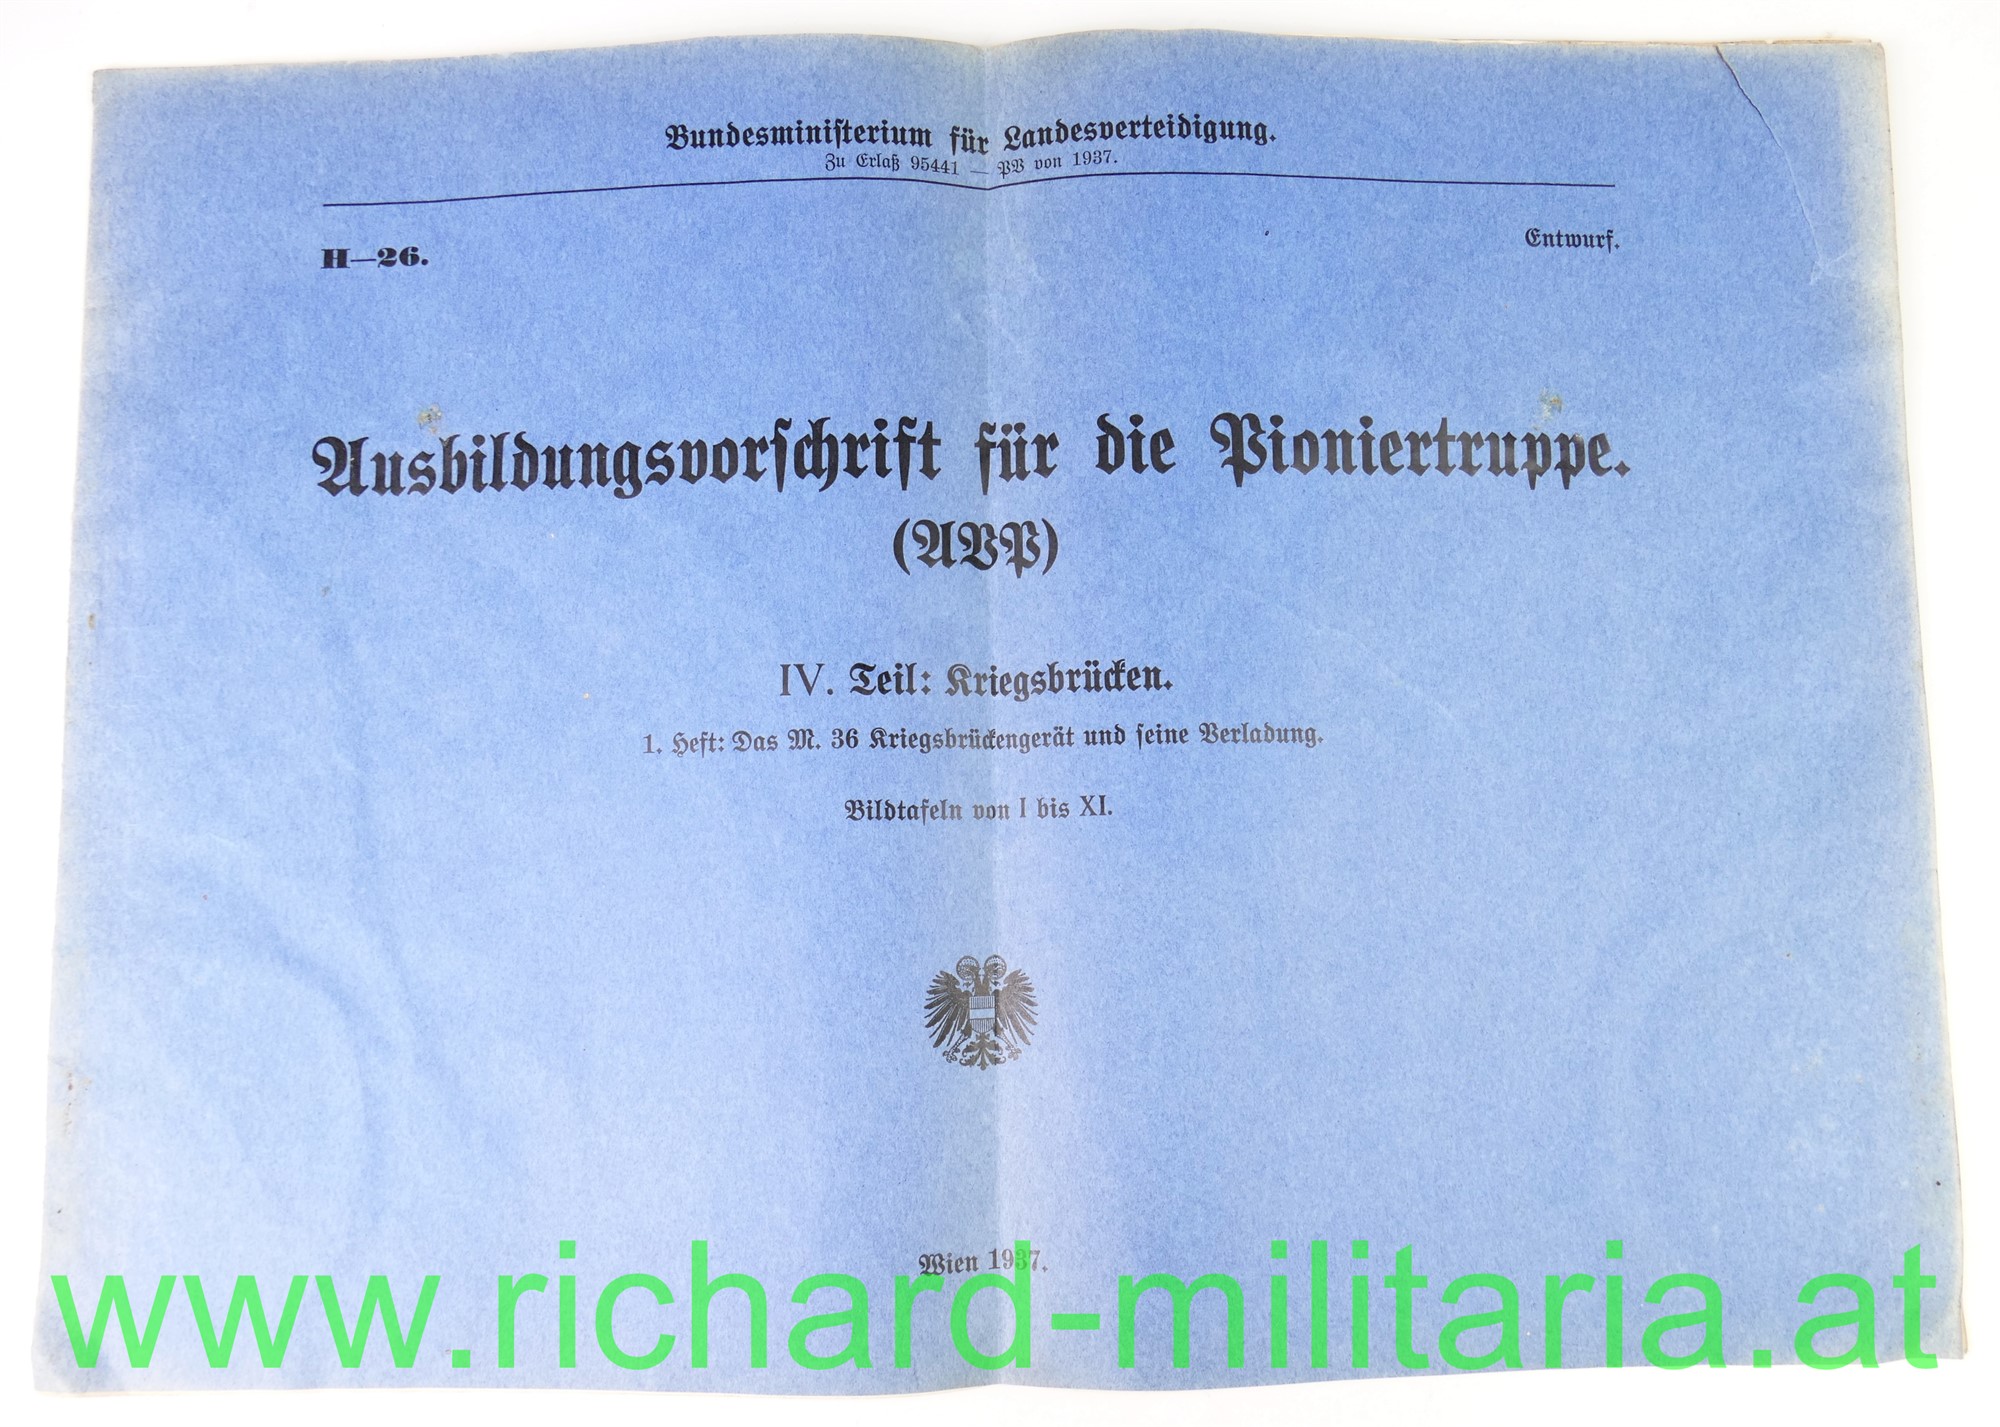 Bundesministerium für Landesverteidigung.
Zu Erlaß 95441 — PV von 1937.
H—26.
Entwurf.
Ausbildungsvorschrift für die Pioniertruppe.
(AVP)
IV. Teil: Kriegsbrücken.
1. Heft: Das M. 36 Kriegsbrückengerät und seine Verladung.
Bildtafeln von I bis XI.
Wien 1937.
www.richard-militaria.at